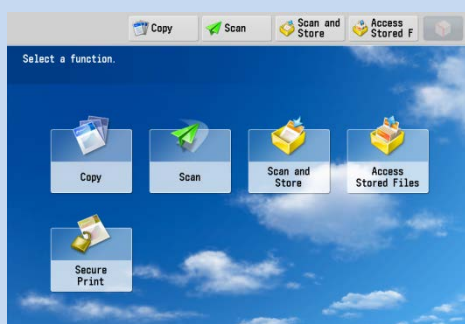 Copy
Scan
Scan and
Store
Access
Stored F
Select a function.
Copy
Scan
Scan and
Store
Access
Stored Files
Secure
Print